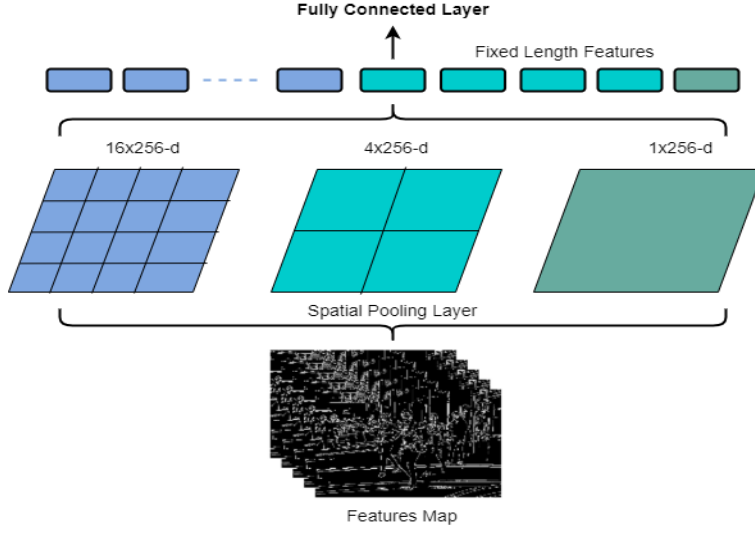 Fully Connected Layer
Fixed Length Features
16x256-d
4x256-d
1x256-d
Spatial Pooling Layer
Features Map